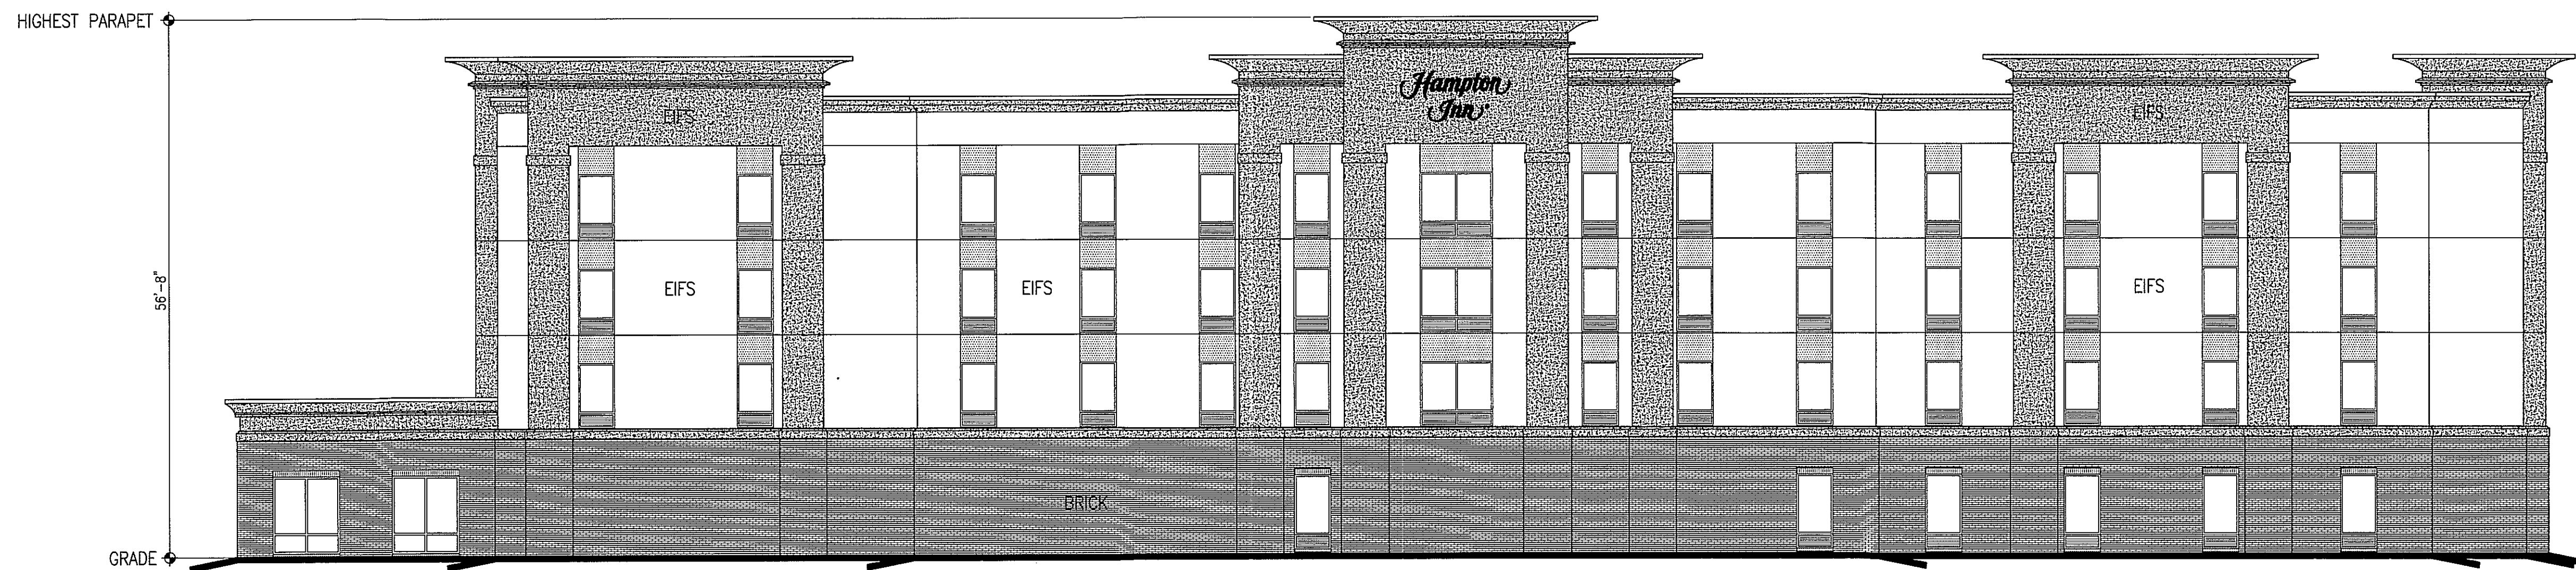 HIGHEST PARAPET
Hampton
Inn
EIFS
EIFS
56'-8"
EIFS
EIFS
EIFS
BRICK
GRADE